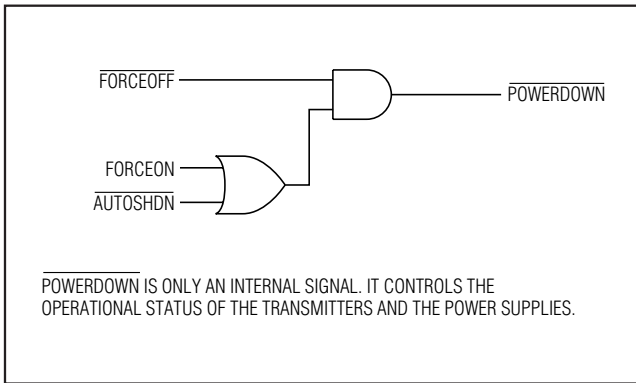 FORCEOFF
POWERDOWN
FORCEON
AUTOSHDN
POWERDOWN IS ONLY AN INTERNAL SIGNAL. IT CONTROLS THE
OPERATIONAL STATUS OF THE TRANSMITTERS AND THE POWER SUPPLIES.